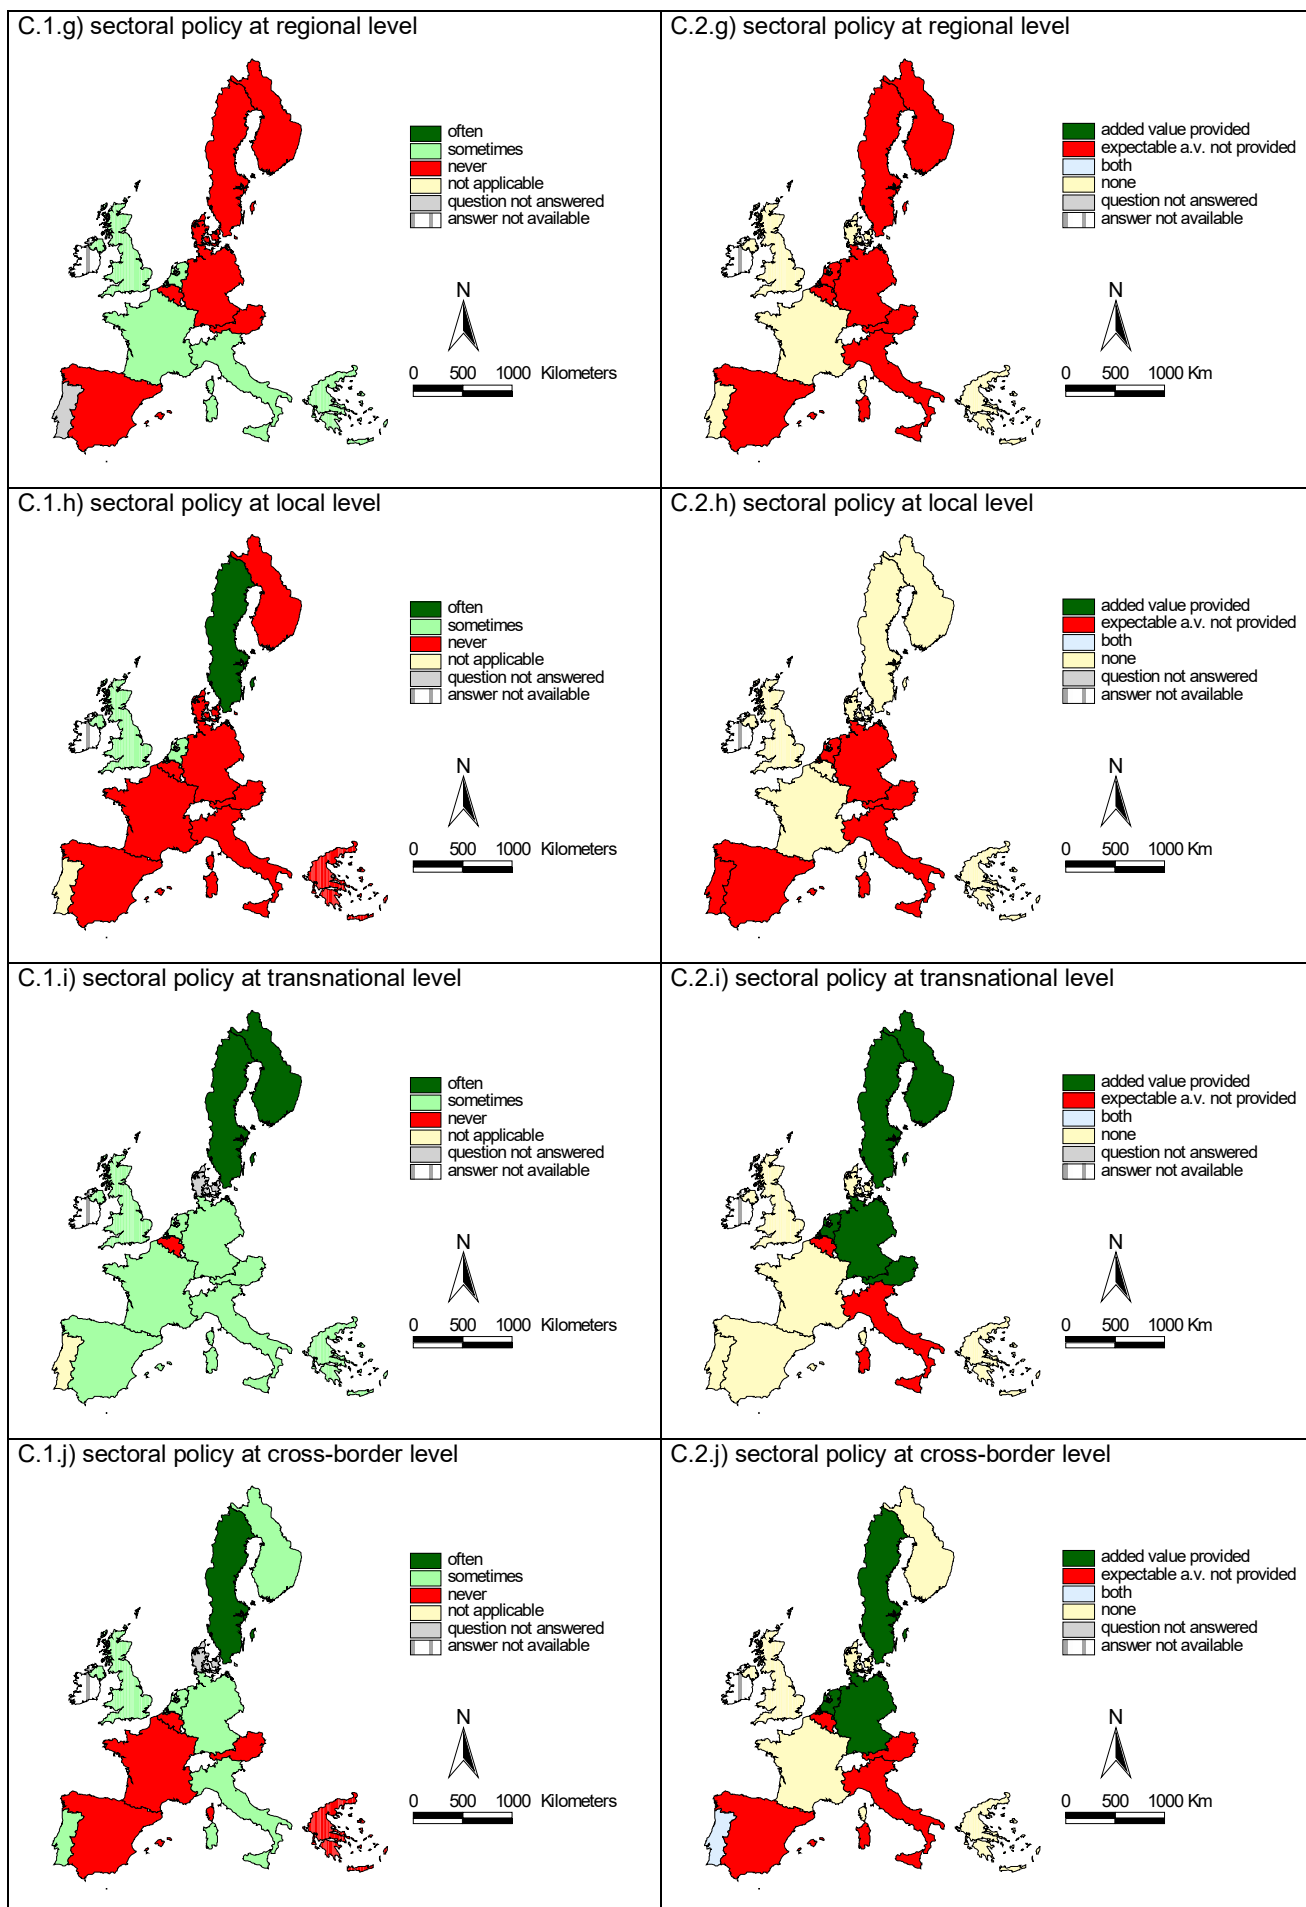 C.1.g) sectoral policy at regional level
often
sometimes
never
not applicable
question not answered
answer not available
N
0 500 1000 Kilometers
C.2.g) sectoral policy at regional level
added value provided
expectable a.v. not provided
both
none
question not answered
answer not available
N
0 500 1000 Km
C.1.h) sectoral policy at local level
often
sometimes
never
not applicable
question not answered
answer not available
N
0 500 1000 Kilometers
C.2.h) sectoral policy at local level
added value provided
expectable a.v. not provided
both
none
question not answered
answer not available
N
0 500 1000 Km
C.1.i) sectoral policy at transnational level
often
sometimes
never
not applicable
question not answered
answer not available
N
0 500 1000 Kilometers
C.2.i) sectoral policy at transnational level
added value provided
expectable a.v. not provided
both
none
question not answered
answer not available
N
0 500 1000 Km
C.1.j) sectoral policy at cross-border level
often
sometimes
never
not applicable
question not answered
answer not available
N
0 500 1000 Kilometers
C.2.j) sectoral policy at cross-border level
added value provided
expectable a.v. not provided
both
none
question not answered
answer not available
N
0 500 1000 Km